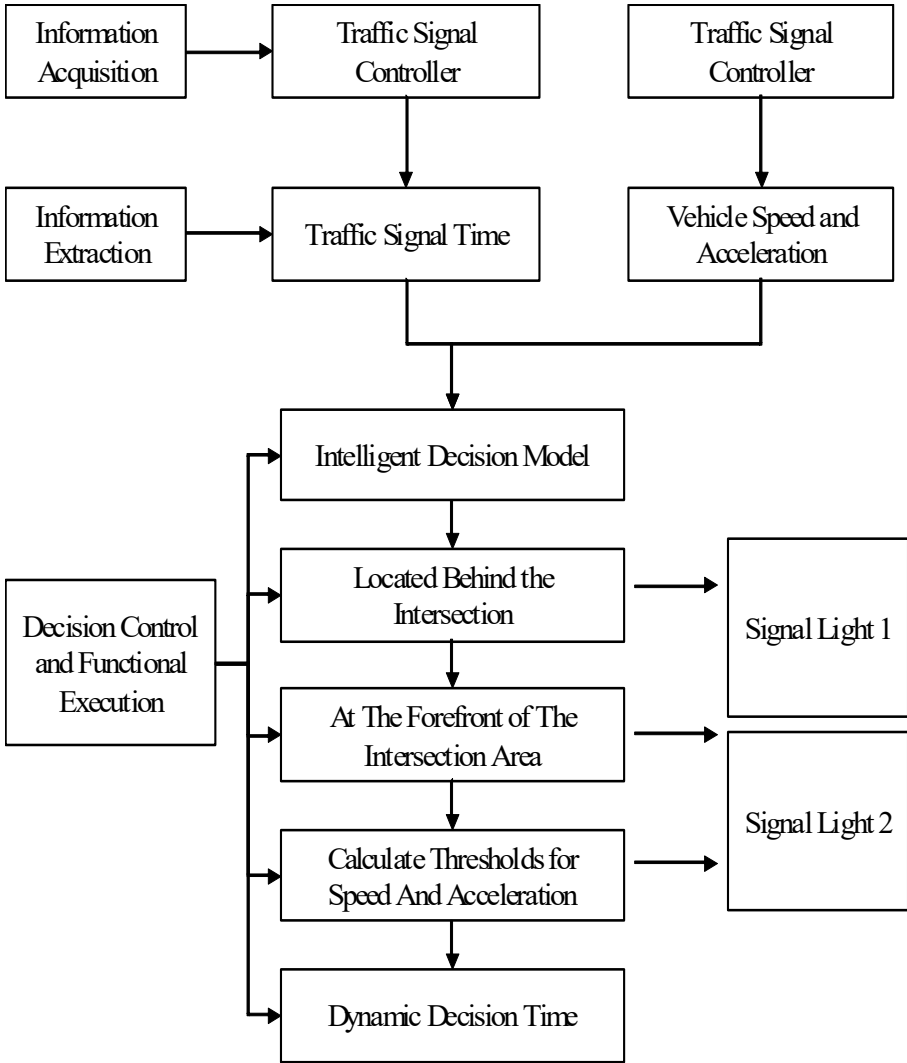 Information
Acquisition
Traffic Signal
Controller
Traffic Signal
Controller
Information
Extraction
Traffic Signal Time
Vehicle Speed and
Acceleration
Intelligent Decision Model
Located Behind the
Intersection
Signal Light 1
Decision Control
and Functional
Execution
At The Forefront of The
Intersection Area
Signal Light 2
Calculate Thresholds for
Speed And Acceleration
Dynamic Decision Time